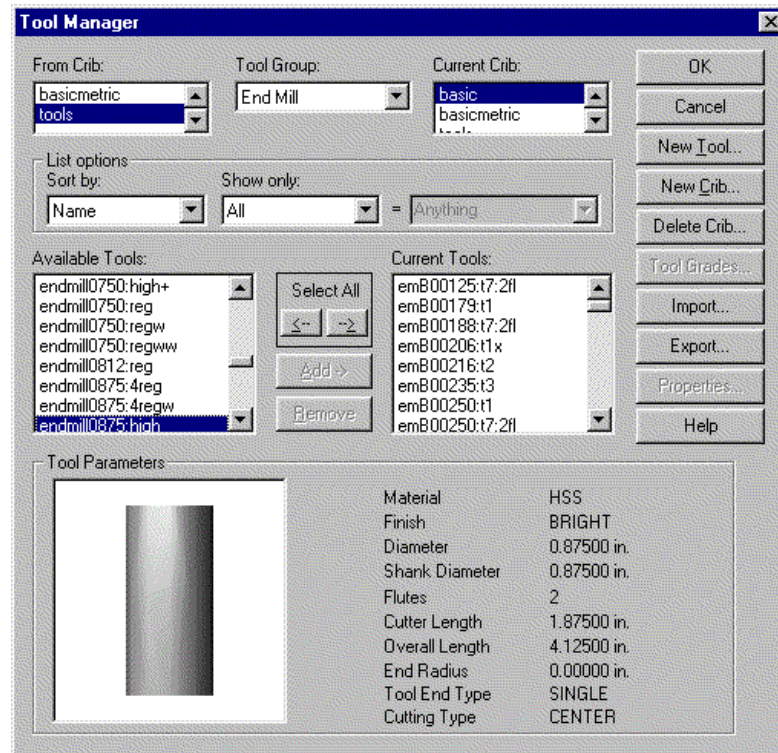 Tool Manager
From Crib: Tool Group: Current Crib: OK
basicmetric End Mill basic
tools basicmetric Cancel
New Tool...
List options
Sort by: Show only: New Crib...
Name All = Anything
Delete Crib...
Available Tools: Current Tools: Tool Grades...
endmill0750:high+ emB00125:t7:2fl
endmill0750:reg Select All emB00179:t1 Import...
endmill0750:regw <-- --> emB00188:t7:2fl
endmill0750:regww emB00206:t1x Export...
endmill0812:reg Add -> emB00216:t2
endmill0875:4reg emB00235:t3 Properties...
endmill0875:4regw Remove emB00250:t1
endmill0875:high emB00250:t7:2fl Help
Tool Parameters
Material HSS
Finish BRIGHT
Diameter 0.87500 in.
Shank Diameter 0.87500 in.
Flutes 2
Cutter Length 1.87500 in.
Overall Length 4.12500 in.
End Radius 0.00000 in.
Tool End Type SINGLE
Cutting Type CENTER